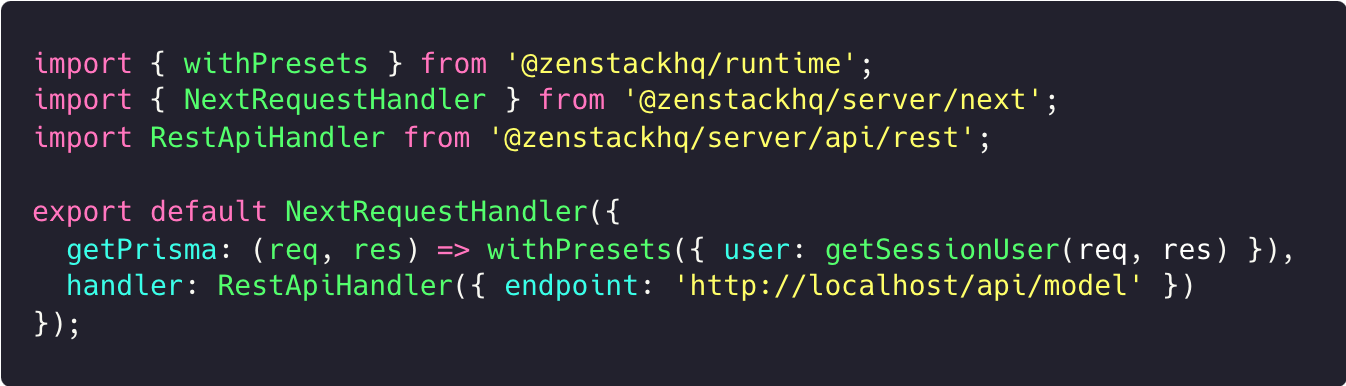 import { withPresets } from '@zenstackhq/runtime';
import { NextRequestHandler } from '@zenstackhq/server/next';
import RestApiHandler from '@zenstackhq/server/api/rest';

export default NextRequestHandler({
  getPrisma: (req, res) => withPresets({ user: getSessionUser(req, res) }),
  handler: RestApiHandler({ endpoint: 'http://localhost/api/model' })
});